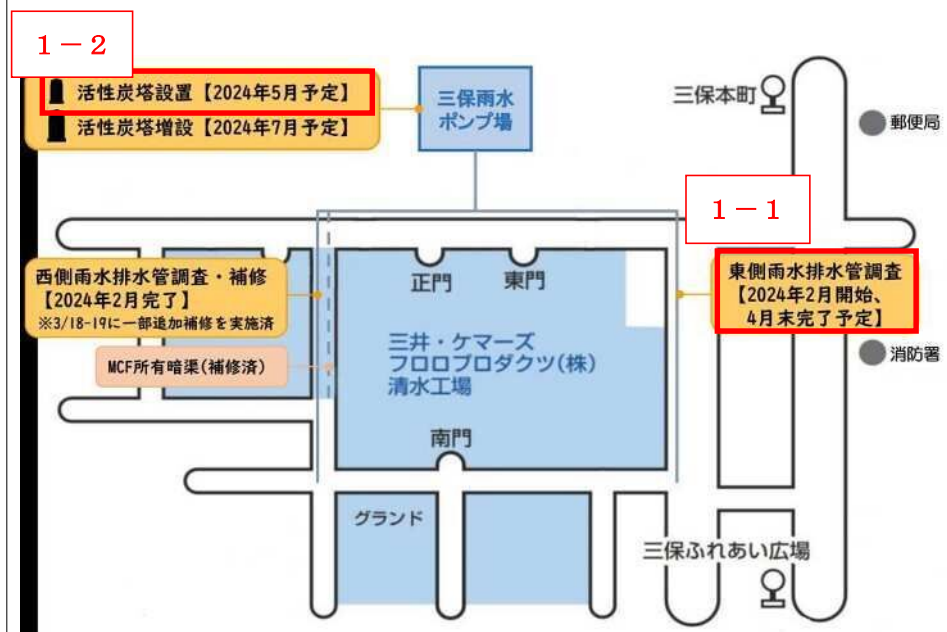 1－2
活性炭塔設置【2024年5月予定】
活性炭塔増設【2024年7月予定】
三保雨水
ポンプ場
三保本町
郵便局
1－1
西側雨水排水管調査・補修
【2024年2月完了】
※3/18-19に一部追加補修を実施済
正門
東門
東側雨水排水管調査
【2024年2月開始、
4月末完了予定】
MCF所有暗渠(補修済)
三井・ケマーズ
フロロプロダクツ(株)
清水工場
消防署
南門
グランド
三保ふれあい広場